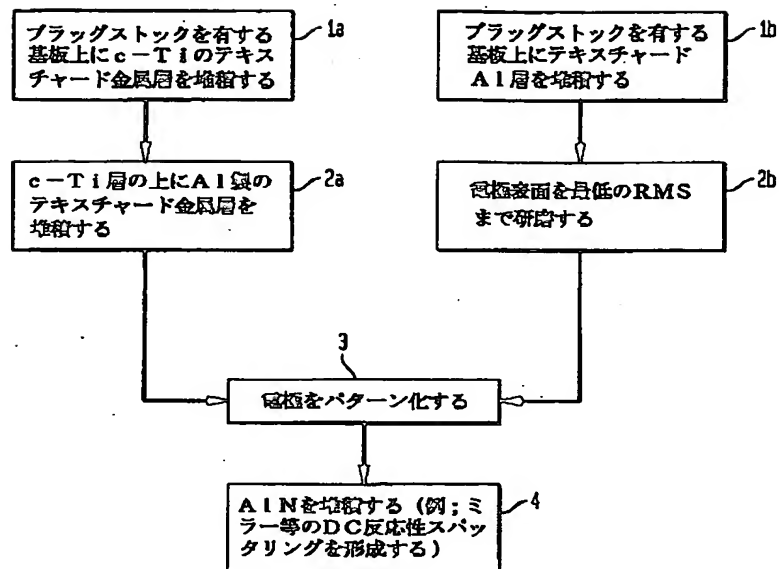 ブラッグストックを有する
基板上にc-Tiのテキス
チャード金属層を堆積する
1a
ブラッグストックを有する
基板上にテキスチャード
Al層を堆積する
1b
c-Ti層の上にAl製の
テキスチャード金属層を
堆積する
2a
電極表面を最低のRMS
まで研磨する
2b
3
電極をパターン化する
AlNを堆積する(例;ミ
ラー等のDC反応性スパッ
タリングを形成する)
4